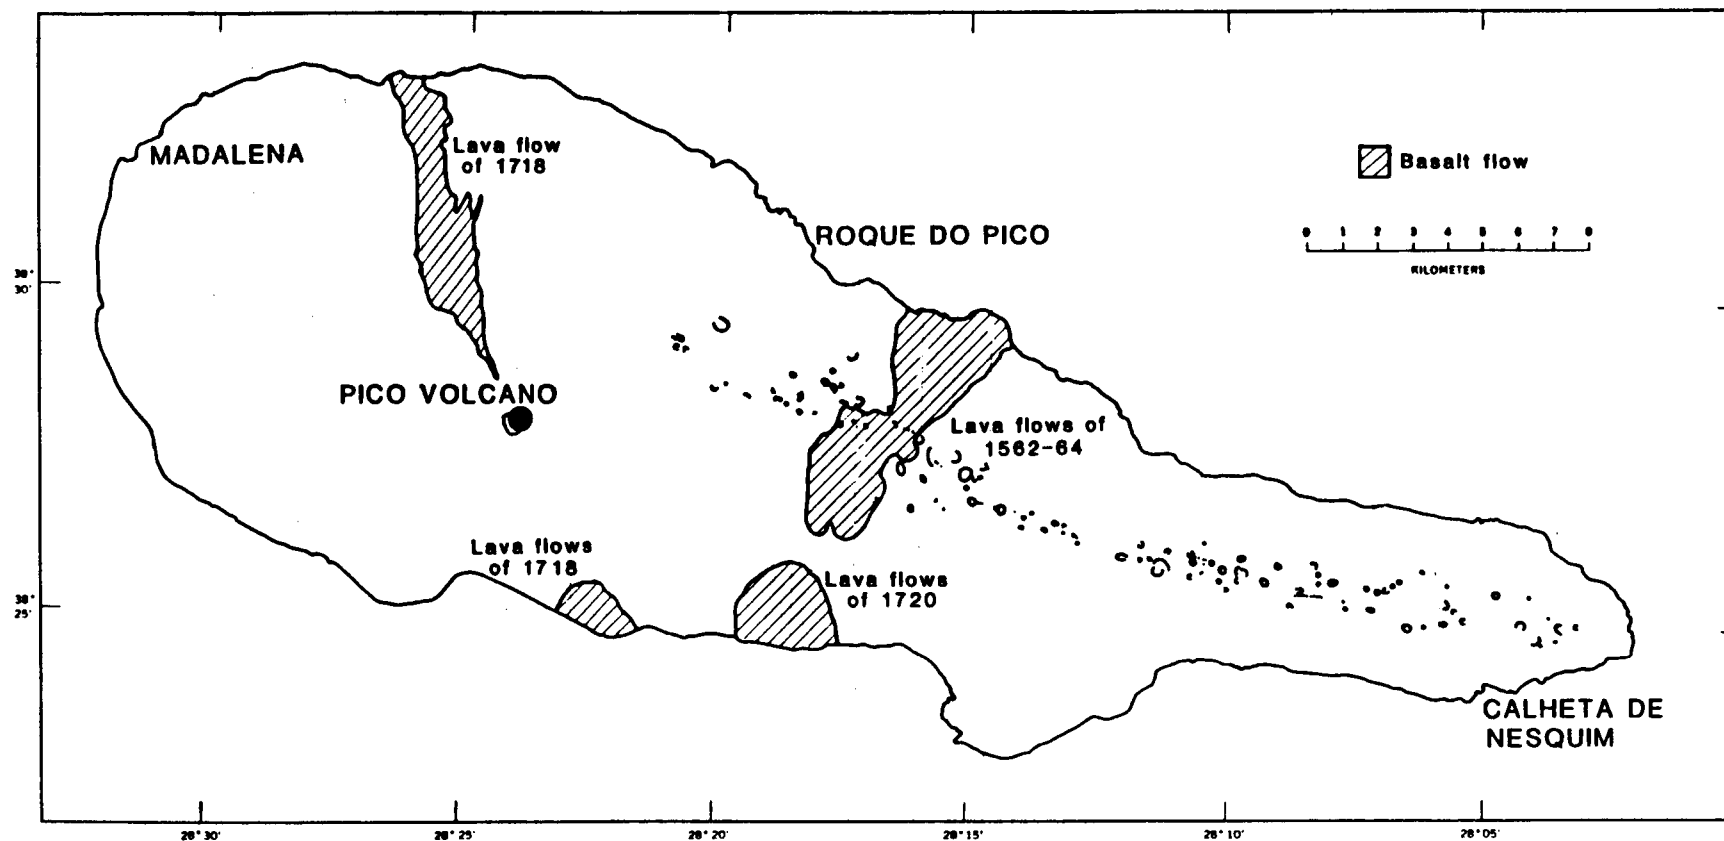 MADALENA
Lava flow
of 1718
Basalt flow
0 1 2 3 4 5 6 7 8
KILOMETERS
ROQUE DO PICO
38°
30'
PICO VOLCANO
Lava flows of
1562-64
Lava flows
of 1718
Lava flows
of 1720
38°
25'
CALHETA DE
NESQUIM
28°30' 28°25' 28°20' 28°15' 28°10' 28°05'